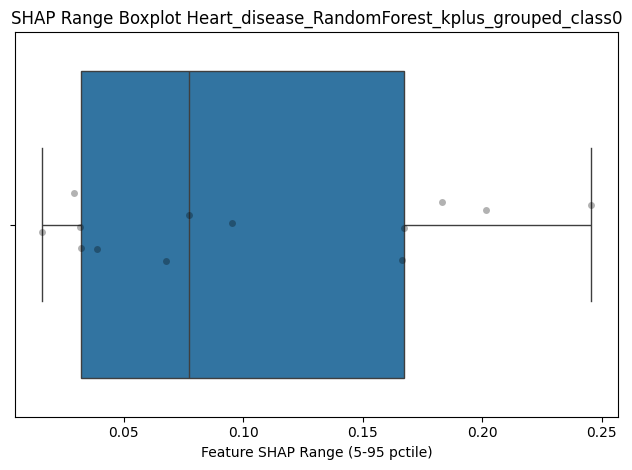 SHAP Range Boxplot Heart_disease_RandomForest_kplus_grouped_class0
0.05 0.10 0.15 0.20 0.25
Feature SHAP Range (5-95 pctile)